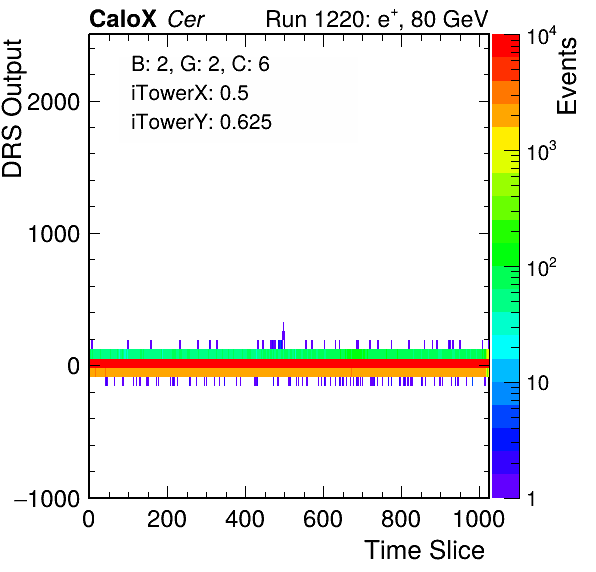 CaloX Cer Run 1220: e⁺, 80 GeV
B: 2, G: 2, C: 6
iTowerX: 0.5
iTowerY: 0.625
DRS Output
2000
1000
0
−1000
0 200 400 600 800 1000
Time Slice
Events
10⁴
10³
10²
10
1